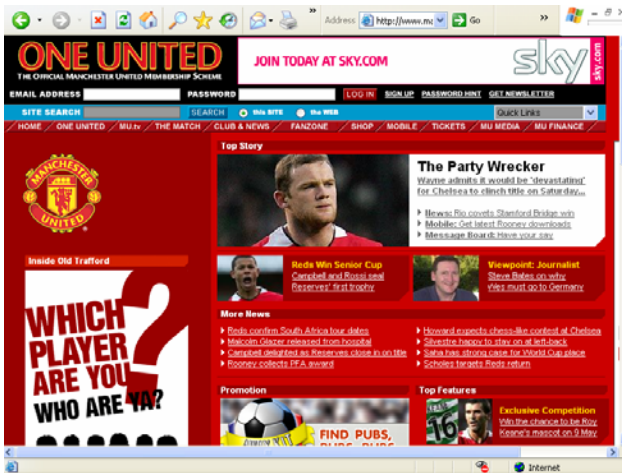 Address http://www.mc Go
ONE UNITED
THE OFFICIAL MANCHESTER UNITED MEMBERSHIP SCHEME
JOIN TODAY AT SKY.COM
sky
sky.com
EMAIL ADDRESS PASSWORD LOG IN SIGN UP PASSWORD HINT GET NEWSLETTER
SITE SEARCH SEARCH this SITE the WEB Quick Links
HOME ONE UNITED MU.tv THE MATCH CLUB & NEWS FANZONE SHOP MOBILE TICKETS MU MEDIA MU FINANCE
MANCHESTER
UNITED
Top Story
The Party Wrecker
Wayne admits it would be 'devastating'
for Chelsea to clinch title on Saturday...
News: Rio covets Stamford Bridge win
Mobile: Get latest Rooney downloads
Message Board: Have your say
Inside Old Trafford
WHICH
PLAYER
ARE YOU
WHO ARE YA?
?
Reds Win Senior Cup
Campbell and Rossi seal
Reserves' first trophy
Viewpoint: Journalist
Steve Bates on why
Wes must go to Germany
More News
Reds confirm South Africa tour dates
Malcolm Glazer released from hospital
Campbell delighted as Reserves close in on title
Rooney collects PFA award
Howard expects chess-like contest at Chelsea
Silvestre happy to stay on at left-back
Saha has strong case for World Cup place
Scholes targets Reds return
Promotion
FIND PUBS,
PUBS, PUBS,
Top Features
16
Exclusive Competition
Win the chance to be Roy
Keane's mascot on 9 May
Internet